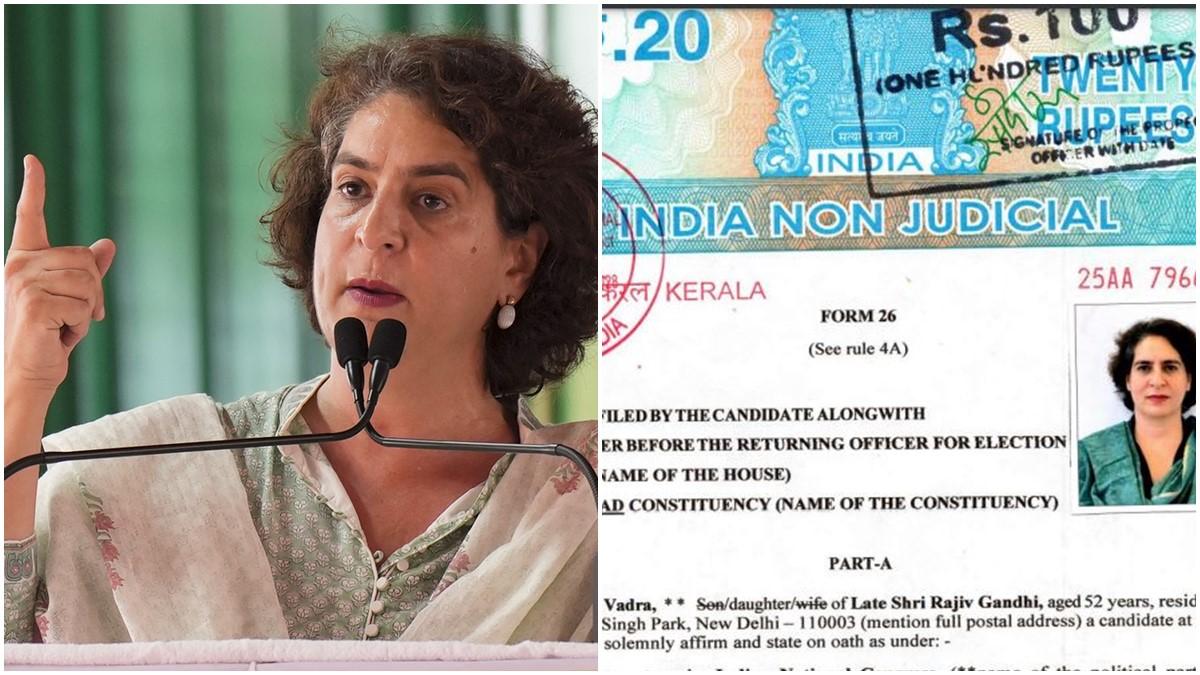 .20
Rs. 100
(ONE HUNDRED RUPEES
TWENTY
RUPEES
SIGNATURE OF THE PROPE
OFFICER WITH DATE
सत्यमेव जयते
INDIA
INDIA NON JUDICIAL
KERALA
25AA 796
FORM 26
(See rule 4A)
FILED BY THE CANDIDATE ALONGWITH
ER BEFORE THE RETURNING OFFICER FOR ELECTION
NAME OF THE HOUSE)
AD CONSTITUENCY (NAME OF THE CONSTITUENCY)
PART-A
Vadra, ** Son/daughter/wife of Late Shri Rajiv Gandhi, aged 52 years, resid
Singh Park, New Delhi – 110003 (mention full postal address) a candidate at
solemnly affirm and state on oath as under: -